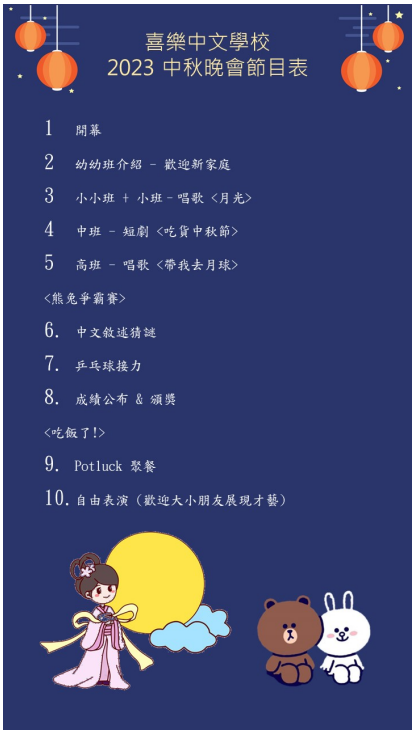 喜樂中文學校
2023 中秋晚會節目表
1 開幕
2 幼幼班介紹 - 歡迎新家庭
3 小小班 + 小班 - 唱歌 <月光>
4 中班 - 短劇 <吃貨中秋節>
5 高班 - 唱歌 <帶我去月球>
<熊兔爭霸賽>
6. 中文敘述猜謎
7. 乒乓球接力
8. 成績公布 & 頒獎
<吃飯了!>
9. Potluck 聚餐
10. 自由表演 (歡迎大小朋友展現才藝)